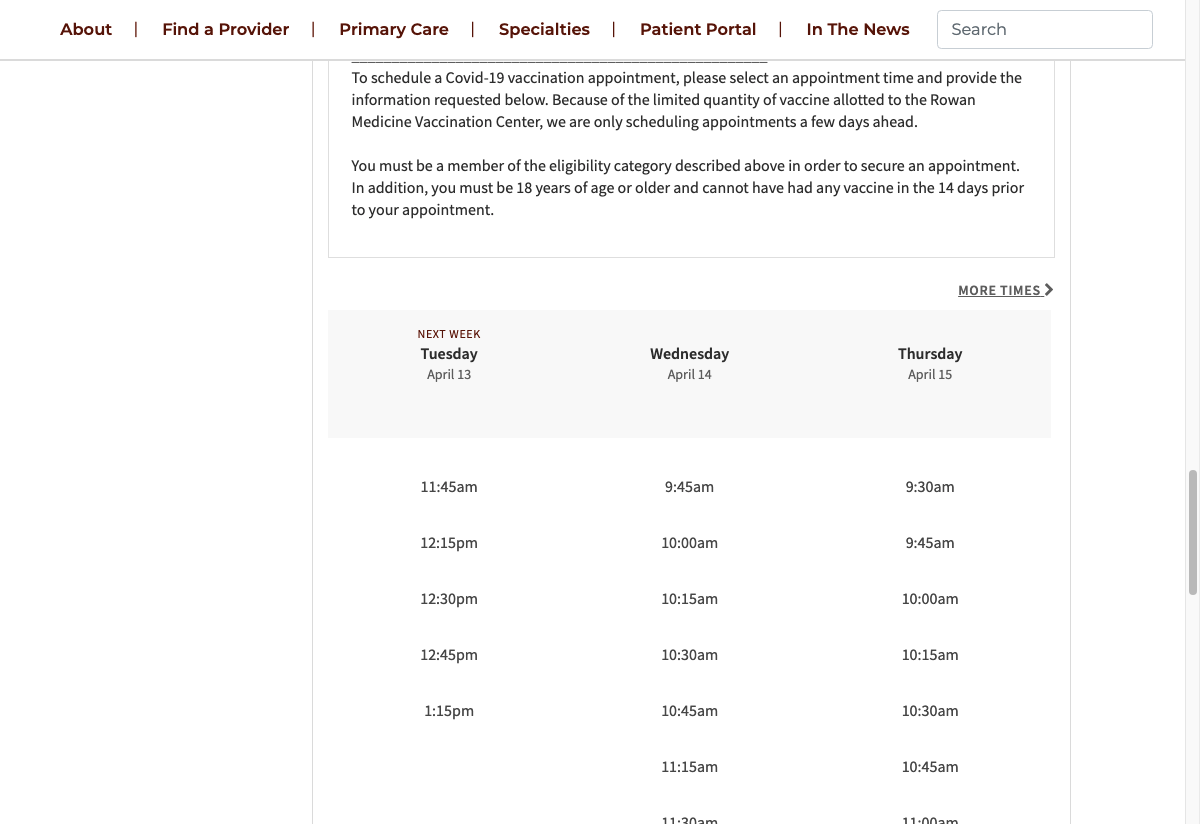 About | Find a Provider | Primary Care | Specialties | Patient Portal | In The News Search
To schedule a Covid-19 vaccination appointment, please select an appointment time and provide the
information requested below. Because of the limited quantity of vaccine allotted to the Rowan
Medicine Vaccination Center, we are only scheduling appointments a few days ahead.
You must be a member of the eligibility category described above in order to secure an appointment.
In addition, you must be 18 years of age or older and cannot have had any vaccine in the 14 days prior
to your appointment.
MORE TIMES
NEXT WEEK
Tuesday Wednesday Thursday
April 13 April 14 April 15
11:45am 9:45am 9:30am
12:15pm 10:00am 9:45am
12:30pm 10:15am 10:00am
12:45pm 10:30am 10:15am
1:15pm 10:45am 10:30am
11:15am 10:45am
11:30am 11:00am